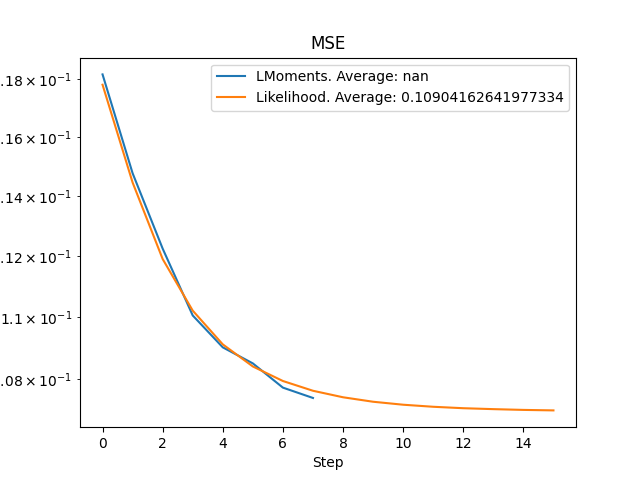 MSE
LMoments. Average: nan
Likelihood. Average: 0.10904162641977334
.18 × 10⁻¹
.16 × 10⁻¹
.14 × 10⁻¹
.12 × 10⁻¹
1.1 × 10⁻¹
.08 × 10⁻¹
0 2 4 6 8 10 12 14
Step